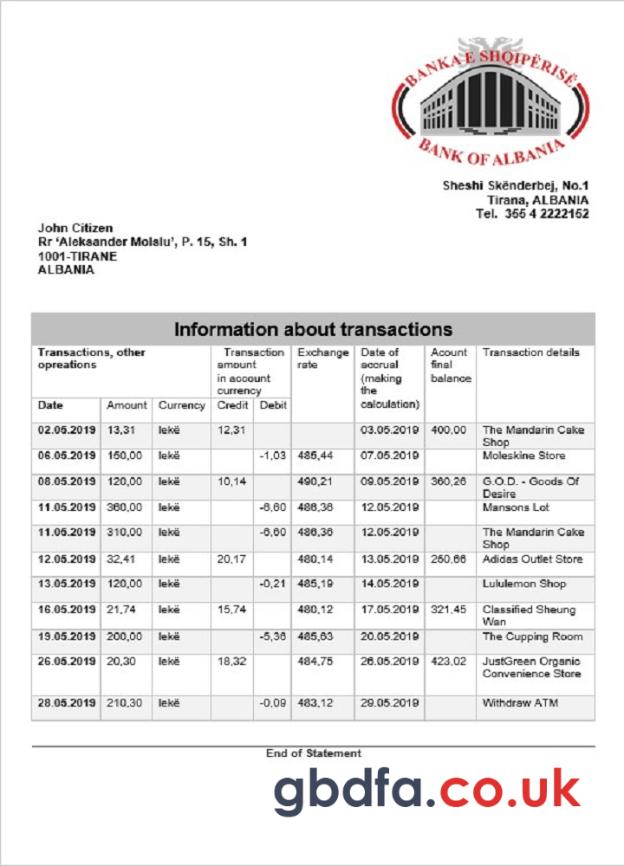 BANKA E SHQIPËRISË
BANK OF ALBANIA
Sheshi Skënderbej, No.1
Tirana, ALBANIA
Tel. 355 4 2222152
John Citizen
Rr ‘Aleksander Moisiu’, P. 15, Sh. 1
1001-TIRANE
ALBANIA
Information about transactions
Transactions, other opreations Transaction amount in account currency Exchange rate Date of accrual (making the calculation) Acount final balance Transaction details
Date Amount Currency Credit Debit
02.05.2019 13,31 lekë 12,31 03.05.2019 400,00 The Mandarin Cake Shop
06.05.2019 150,00 lekë -1,03 485,44 07.05.2019 Moleskine Store
08.05.2019 120,00 lekë 10,14 490,21 09.05.2019 360,26 G.O.D. - Goods Of Desire
11.05.2019 360,00 lekë -6,60 486,36 12.05.2019 Mansons Lot
11.05.2019 310,00 lekë -6,60 486,36 12.05.2019 The Mandarin Cake Shop
12.05.2019 32,41 lekë 20,17 480,14 13.05.2019 250,66 Adidas Outlet Store
13.05.2019 120,00 lekë -0,21 485,19 14.05.2019 Lululemon Shop
16.05.2019 21,74 lekë 15,74 480,12 17.05.2019 321,45 Classified Sheung Wan
19.05.2019 200,00 lekë -5,36 485,63 20.05.2019 The Cupping Room
26.05.2019 20,30 lekë 18,32 484,75 26.05.2019 423,02 JustGreen Organic Convenience Store
28.05.2019 210,30 lekë -0,09 483,12 29.05.2019 Withdraw ATM
End of Statement
gbdfa.co.uk